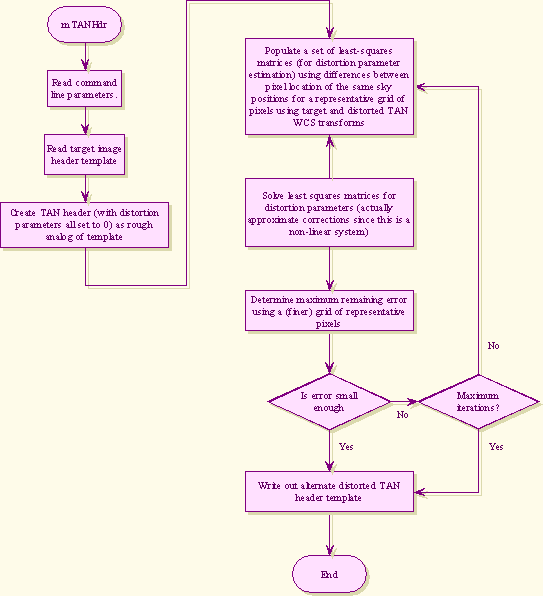 mTANHdr
Read command
line parameters.
Read target image
header template
Create TAN header (with distortion
parameters all set to 0) as rough
analog of template
Populate a set of least-squares
matrices (for distortion parameter
estimation) using differences between
pixel location of the same sky
positions for a representative grid of
pixels using target and distorted TAN
WCS transforms
Solve least squares matrices for
distortion parameters (actually
approximate corrections since this is a
non-linear system)
Determine maximum remaining error
using a (finer) grid of representative
pixels
Is error small
enough
No
Maximum
iterations?
No
Yes
Yes
Write out alternate distorted TAN
header template
End